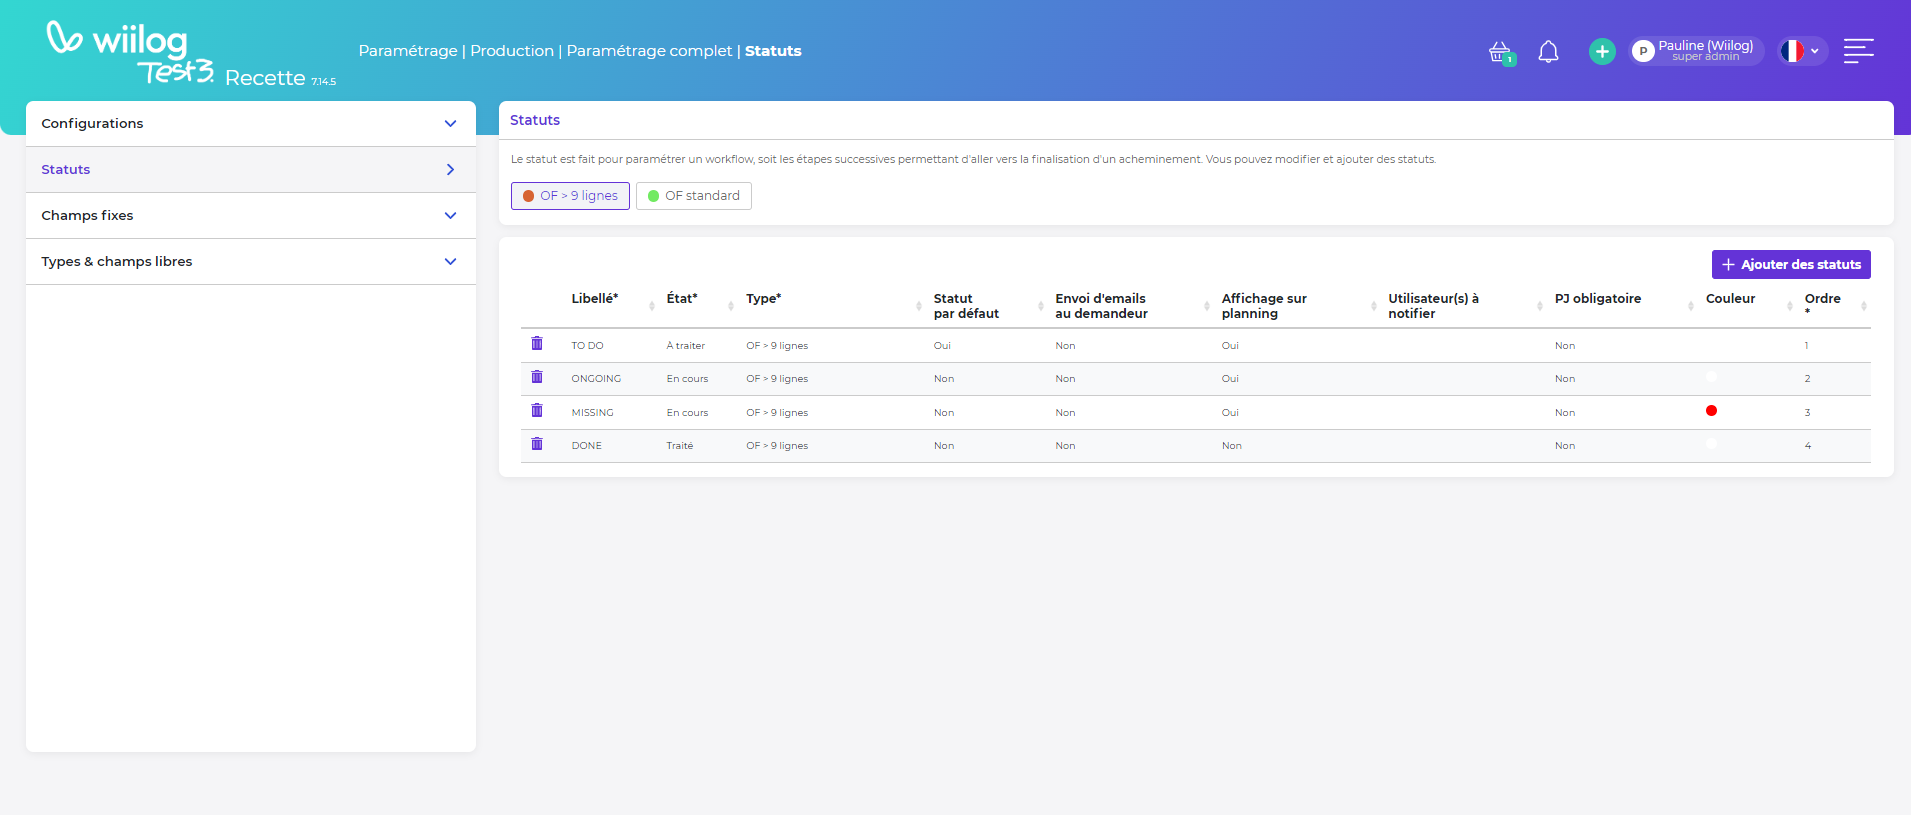 wiilog
Test3.
Recette 7.14.5
Paramétrage | Production | Paramétrage complet | Statuts
1
P
Pauline (Wiilog)
super admin
Configurations
Statuts
Champs fixes
Types & champs libres
Statuts
Le statut est fait pour paramétrer un workflow, soit les étapes successives permettant d'aller vers la finalisation d'un acheminement. Vous pouvez modifier et ajouter des statuts.
OF > 9 lignes
OF standard
Ajouter des statuts
Libellé* État* Type* Statut par défaut Envoi d'emails au demandeur Affichage sur planning Utilisateur(s) à notifier PJ obligatoire Couleur Ordre *
TO DO À traiter OF > 9 lignes Oui Non Oui Non 1
ONGOING En cours OF > 9 lignes Non Non Oui Non 2
MISSING En cours OF > 9 lignes Non Non Oui Non 3
DONE Traité OF > 9 lignes Non Non Non Non 4